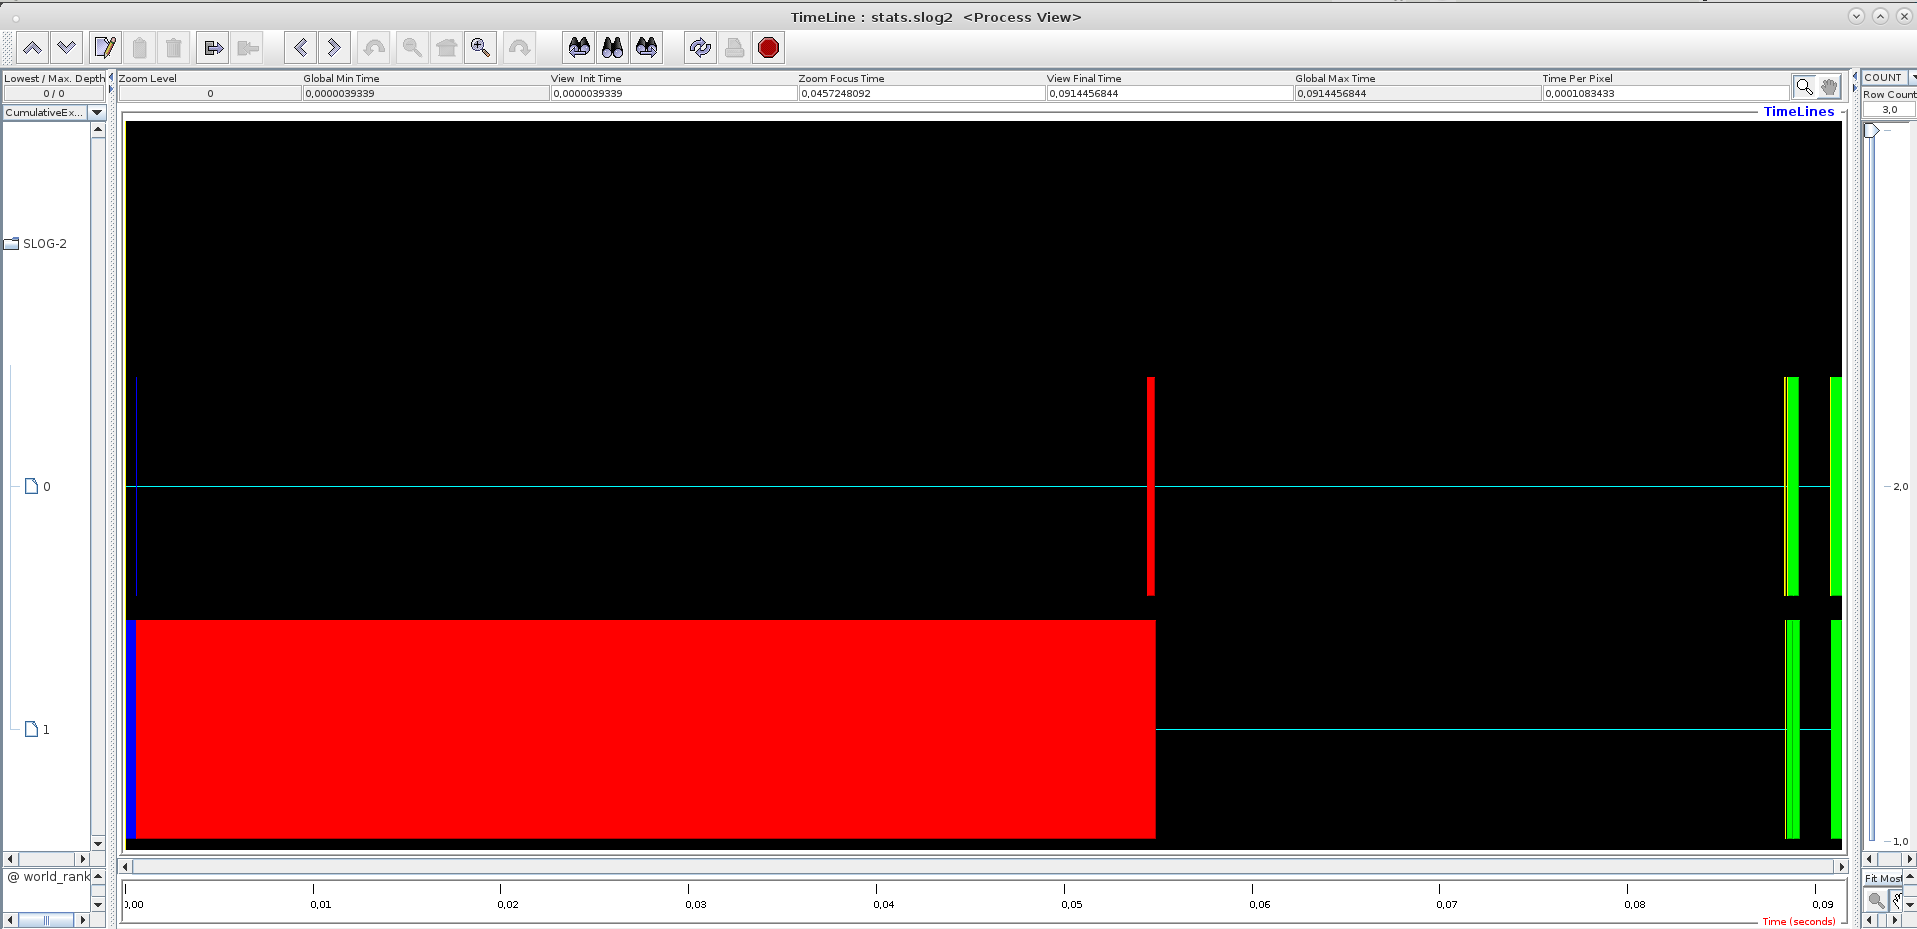 TimeLine : stats.slog2 <Process View>
Lowest / Max. Depth
0 / 0
Zoom Level
0
Global Min Time
0,0000039339
View Init Time
0,0000039339
Zoom Focus Time
0,0457248092
View Final Time
0,0914456844
Global Max Time
0,0914456844
Time Per Pixel
0,0001083433
COUNT
Row Count
3,0
CumulativeEx...
TimeLines
SLOG-2
0
1
2,0
1,0
@ world_rank
Fit Most
0,00
0,01
0,02
0,03
0,04
0,05
0,06
0,07
0,08
0,09
Time (seconds)